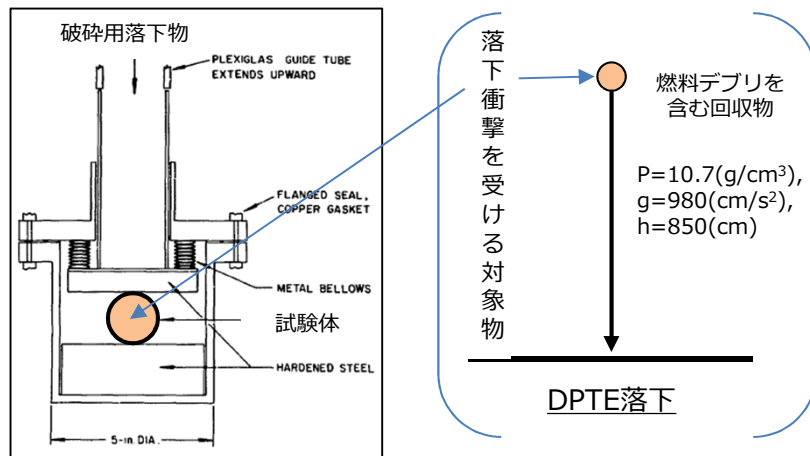 破砕用落下物
PLEXIGLAS GUIDE TUBE
EXTENDS UPWARD
FLANGED SEAL,
COPPER GASKET
METAL BELLOWS
試験体
HARDENED STEEL
5-in. DIA.
落下衝撃を受ける対象物
燃料デブリを
含む回収物
P=10.7(g/cm³),
g=980(cm/s²),
h=850(cm)
DPTE落下